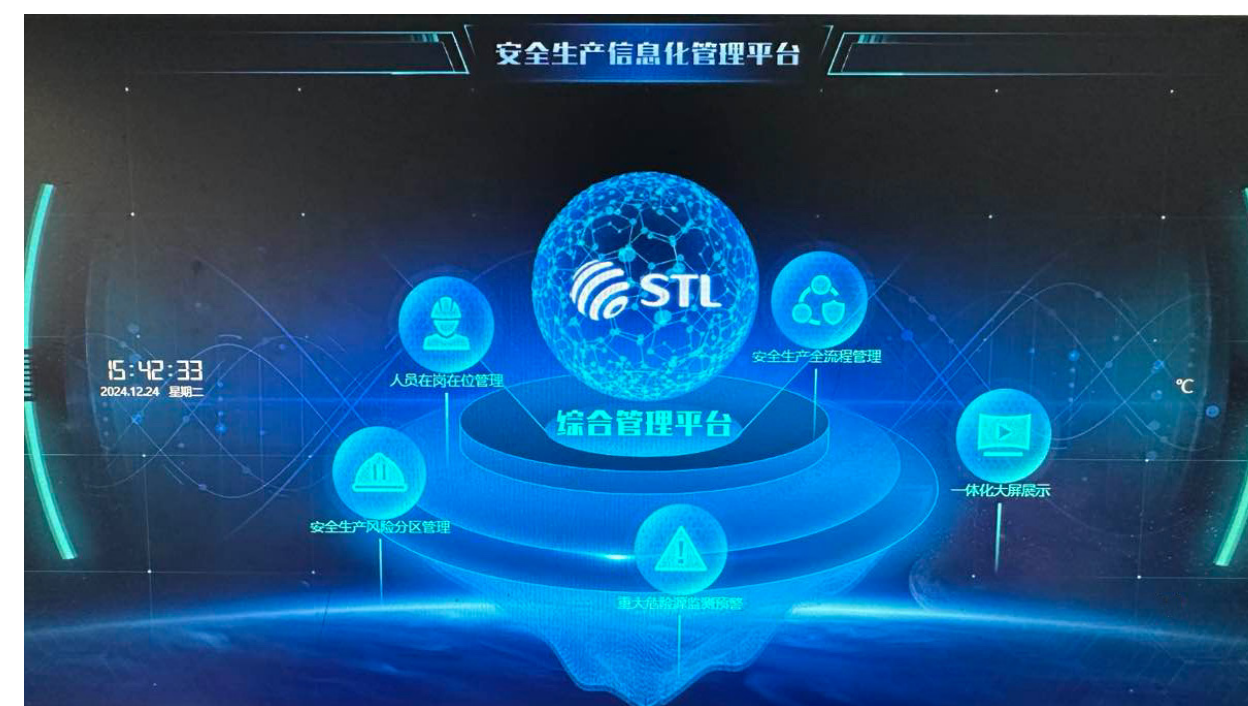 安全生产信息化管理平台
STL
安全生产全流程管理
人员在岗在位管理
15:42:33
2024.12.24 星期二
℃
综合管理平台
一体化大屏展示
安全生产风险分区管理
重大危险源监测预警